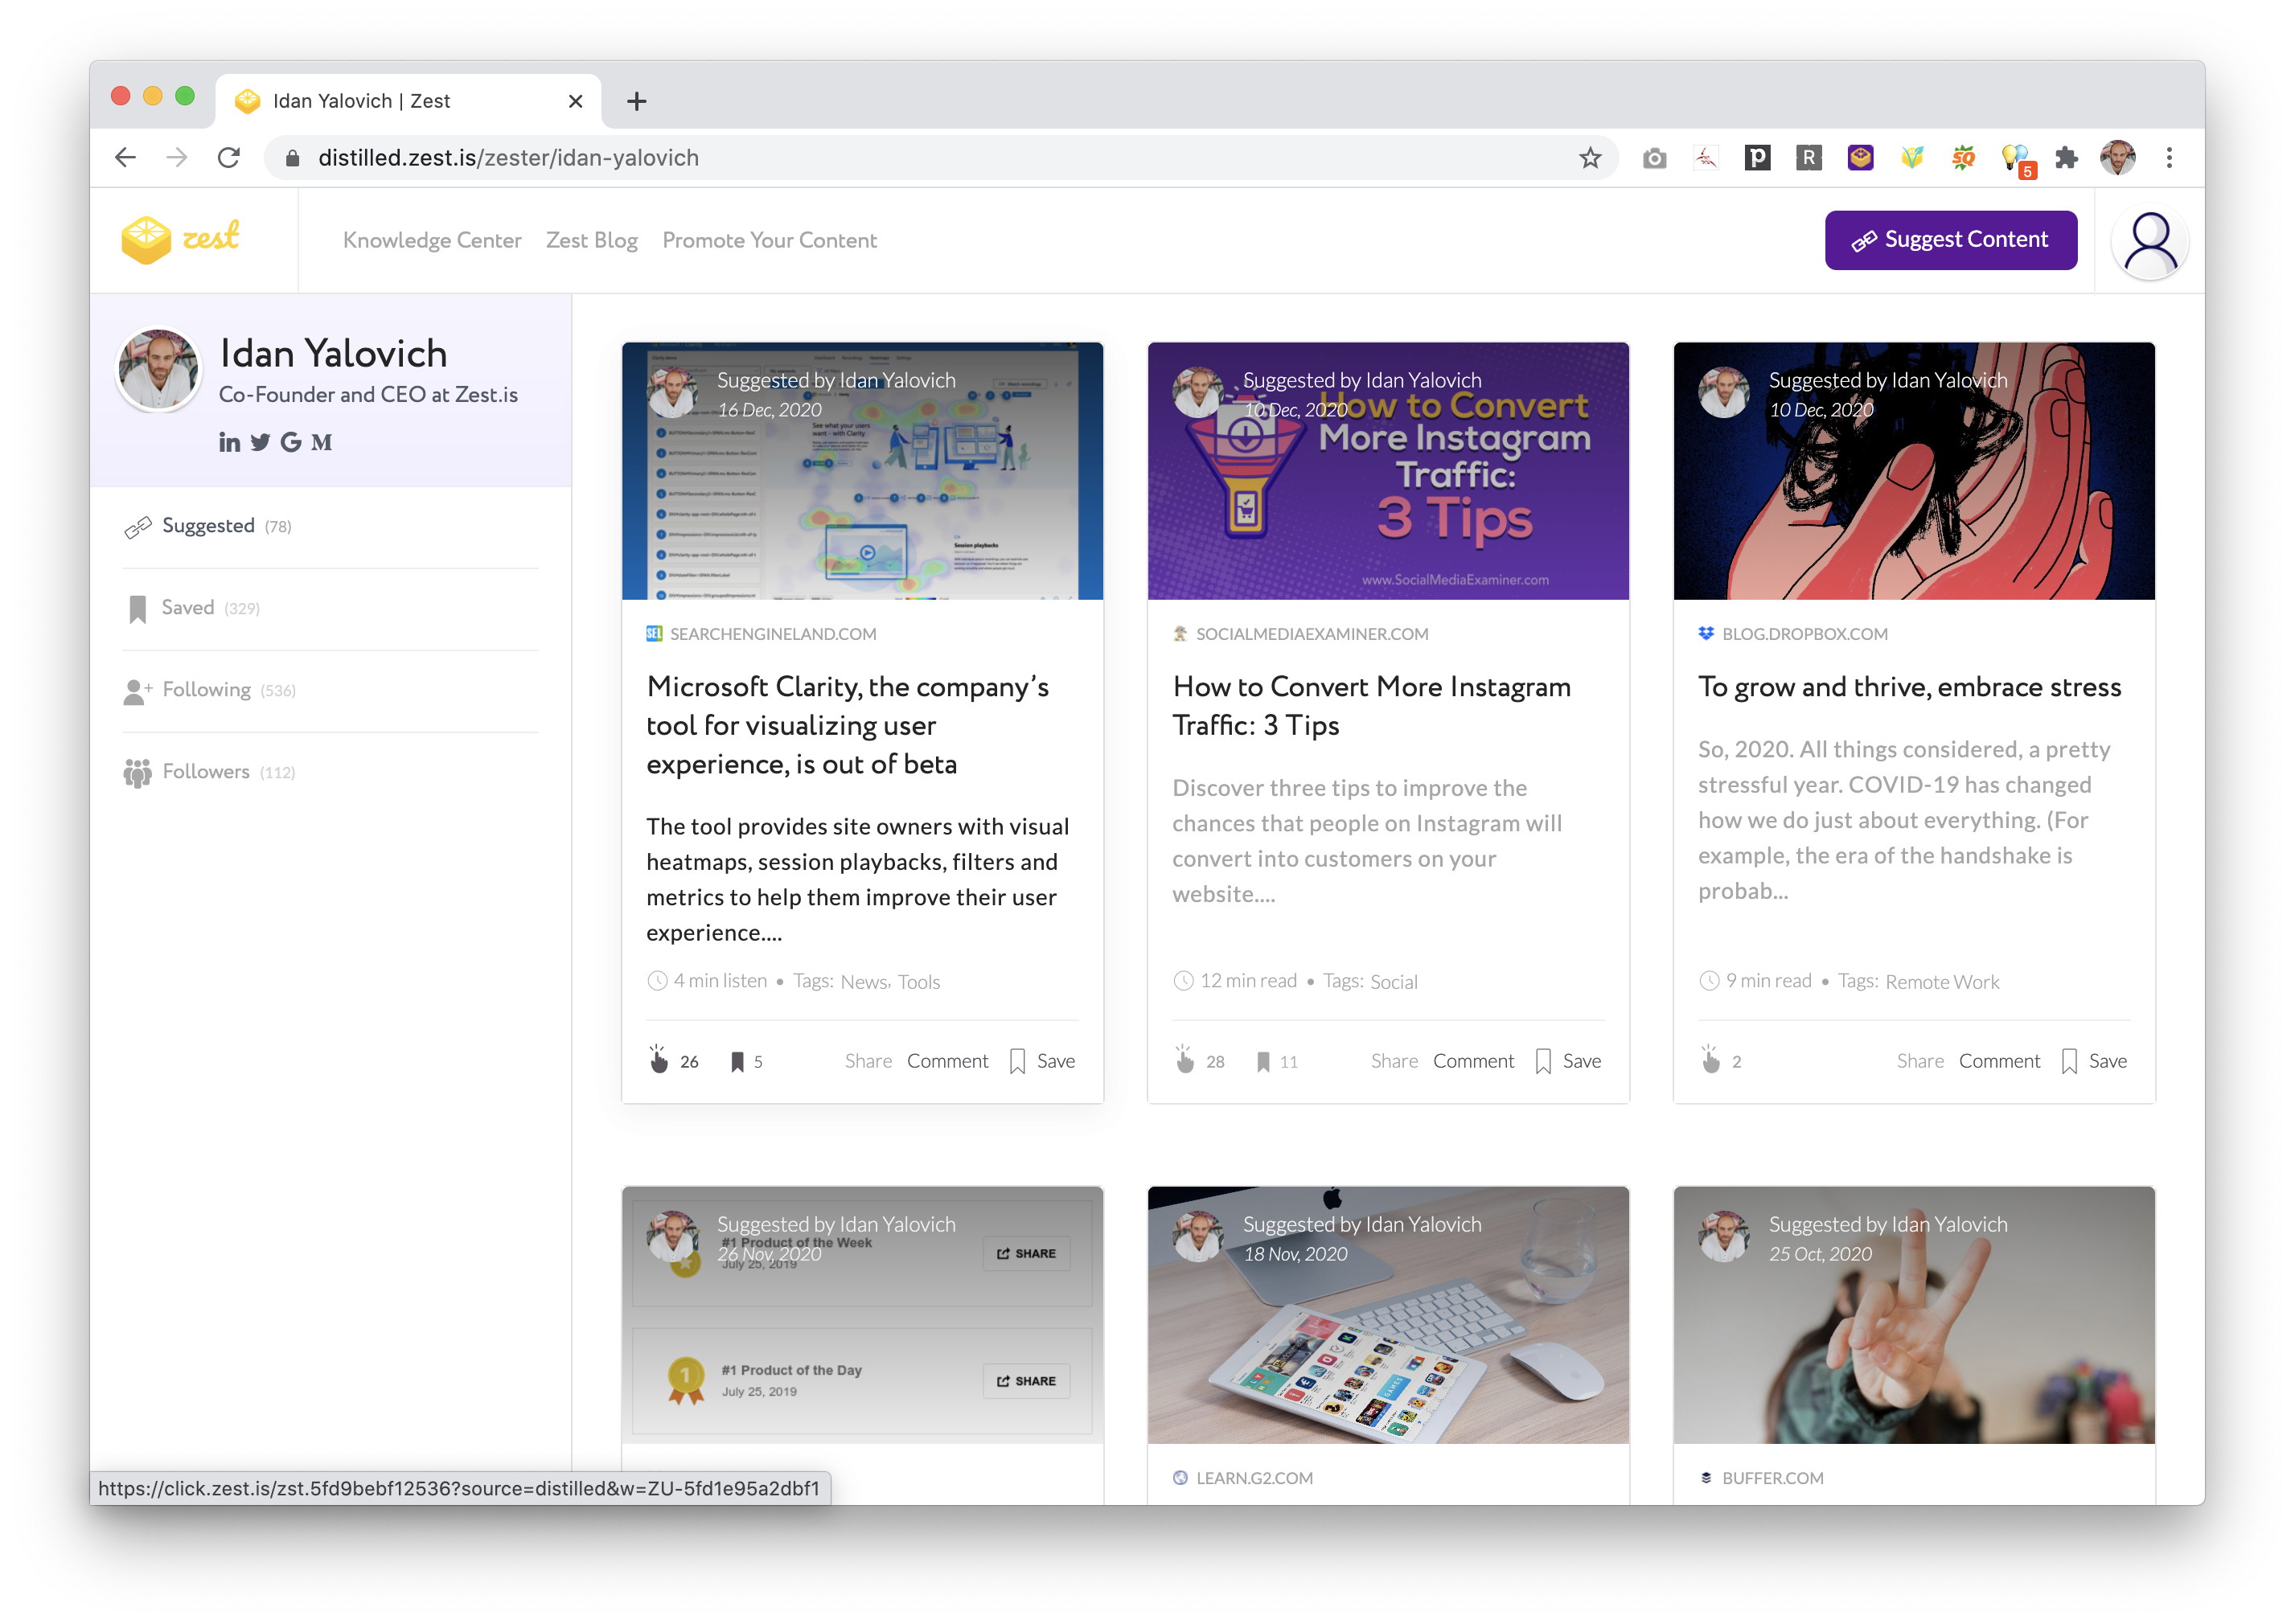 Idan Yalovich | Zest
distilled.zest.is/zester/idan-yalovich
5
zest
Knowledge Center
Zest Blog
Promote Your Content
Suggest Content
Idan Yalovich
Co-Founder and CEO at Zest.is
Suggested (78)
Saved (329)
Following (536)
Followers (112)
Suggested by Idan Yalovich
16 Dec, 2020
See what your users
want - with Clarity
Session playbacks
SEL SEARCHENGINELAND.COM
Microsoft Clarity, the company’s
tool for visualizing user
experience, is out of beta
The tool provides site owners with visual
heatmaps, session playbacks, filters and
metrics to help them improve their user
experience....
4 min listen • Tags: News, Tools
26 5 Share Comment Save
Suggested by Idan Yalovich
10 Dec, 2020
How to Convert
More Instagram
Traffic:
3 Tips
www.SocialMediaExaminer.com
SOCIALMEDIAEXAMINER.COM
How to Convert More Instagram
Traffic: 3 Tips
Discover three tips to improve the
chances that people on Instagram will
convert into customers on your
website....
12 min read • Tags: Social
28 11 Share Comment Save
Suggested by Idan Yalovich
10 Dec, 2020
BLOG.DROPBOX.COM
To grow and thrive, embrace stress
So, 2020. All things considered, a pretty
stressful year. COVID-19 has changed
how we do just about everything. (For
example, the era of the handshake is
probab...
9 min read • Tags: Remote Work
2 Share Comment Save
Suggested by Idan Yalovich
26 Nov, 2020
#1 Product of the Week
July 25, 2019
SHARE
1
#1 Product of the Day
July 25, 2019
SHARE
Suggested by Idan Yalovich
18 Nov, 2020
GAMES
LEARN.G2.COM
Suggested by Idan Yalovich
25 Oct, 2020
BUFFER.COM
https://click.zest.is/zst.5fd9bebf12536?source=distilled&w=ZU-5fd1e95a2dbf1